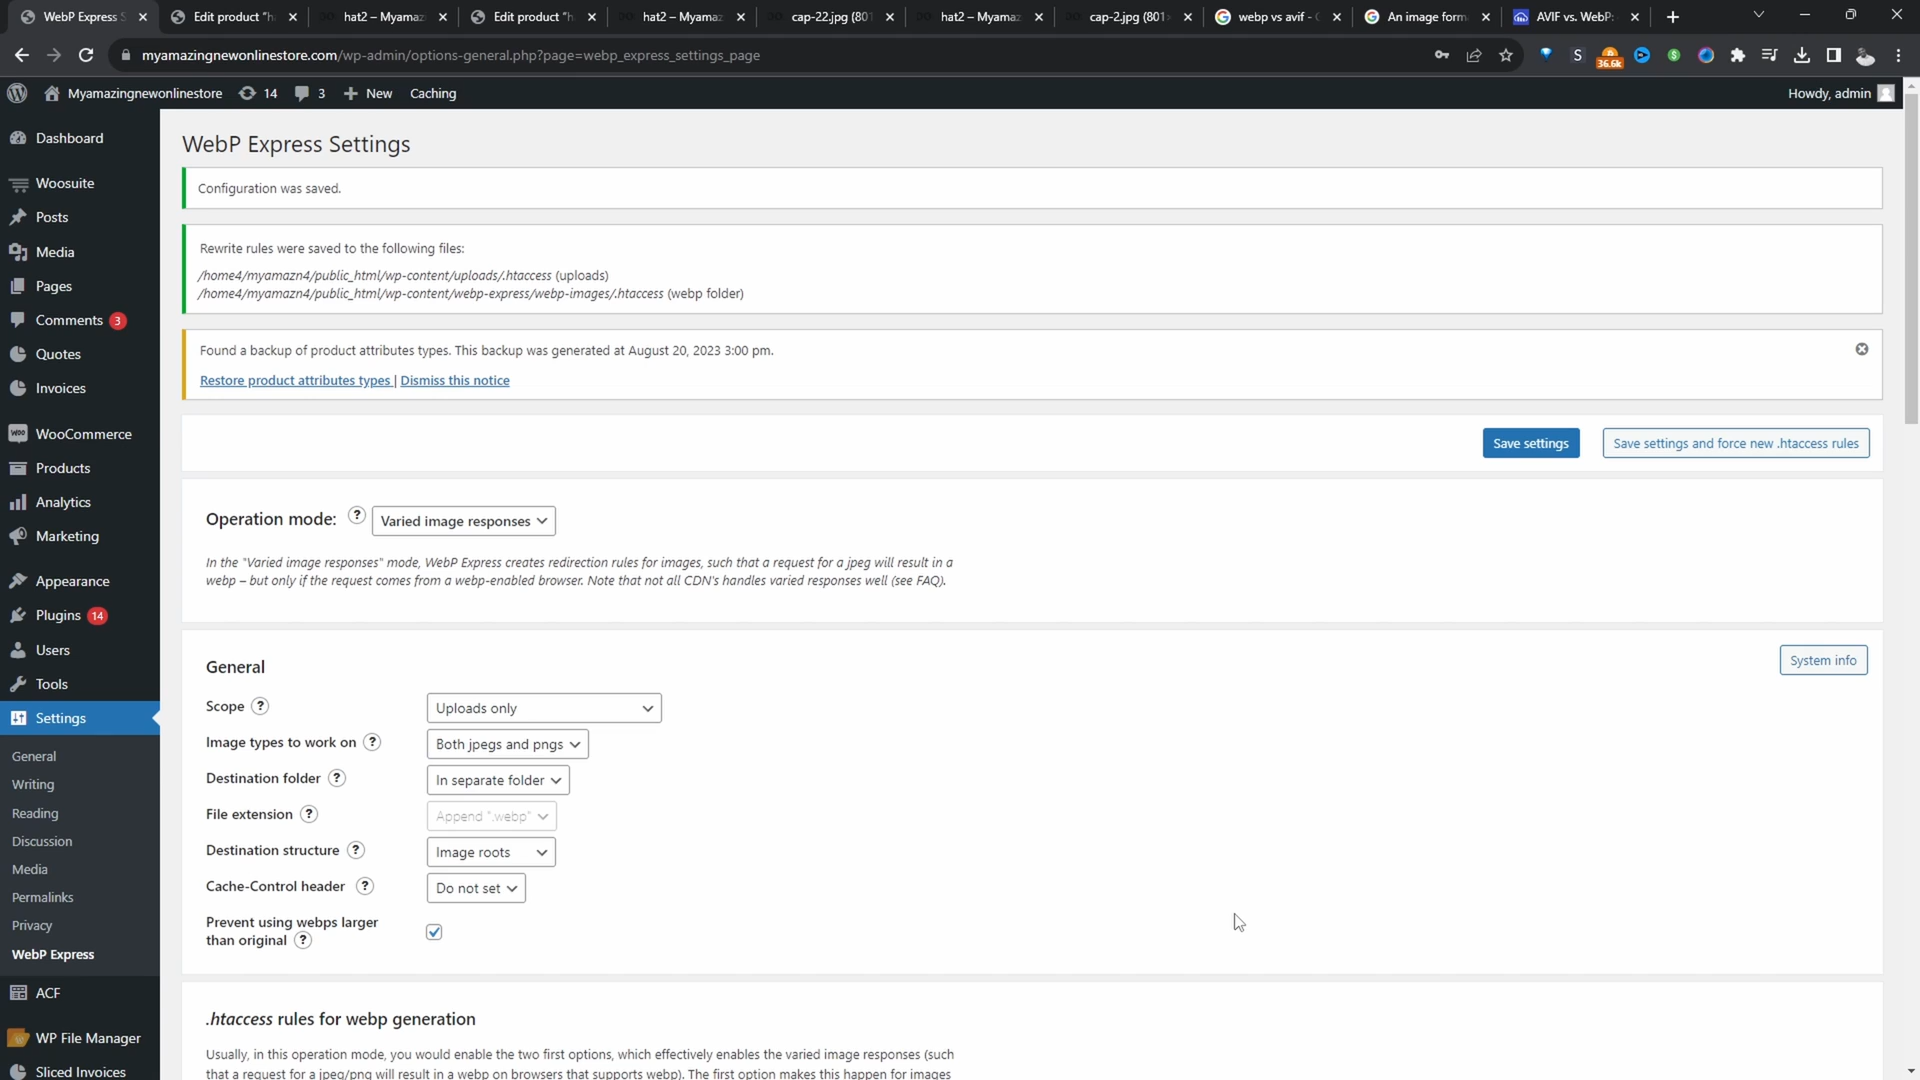 WebP Express S
Edit product "h
hat2 – Myamaz
Edit product "h
hat2 – Myamaz
cap-22.jpg (801
hat2 – Myamaz
cap-2.jpg (801
webp vs avif -
An image form
AVIF vs. WebP:
myamazingnewonlinestore.com/wp-admin/options-general.php?page=webp_express_settings_page
S
36.6k
Myamazingnewonlinestore
14
3
New
Caching
Howdy, admin
Dashboard
Woosuite
Posts
Media
Pages
Comments 3
Quotes
Invoices
WooCommerce
Products
Analytics
Marketing
Appearance
Plugins 14
Users
Tools
Settings
General
Writing
Reading
Discussion
Media
Permalinks
Privacy
WebP Express
ACF
WP File Manager
Sliced Invoices
WebP Express Settings
Configuration was saved.
Rewrite rules were saved to the following files:
/home4/myamazn4/public_html/wp-content/uploads/.htaccess (uploads)
/home4/myamazn4/public_html/wp-content/webp-express/webp-images/.htaccess (webp folder)
Found a backup of product attributes types. This backup was generated at August 20, 2023 3:00 pm.
Restore product attributes types | Dismiss this notice
Save settings
Save settings and force new .htaccess rules
Operation mode: ? Varied image responses
In the "Varied image responses" mode, WebP Express creates redirection rules for images, such that a request for a jpeg will result in a
webp – but only if the request comes from a webp-enabled browser. Note that not all CDN's handles varied responses well (see FAQ).
General
System info
Scope ? Uploads only
Image types to work on ? Both jpegs and pngs
Destination folder ? In separate folder
File extension ? Append ".webp"
Destination structure ? Image roots
Cache-Control header ? Do not set
Prevent using webps larger
than original ?
.htaccess rules for webp generation
Usually, in this operation mode, you would enable the two first options, which effectively enables the varied image responses (such
that a request for a jpeg/png will result in a webp on browsers that supports webp). The first option makes this happen for images